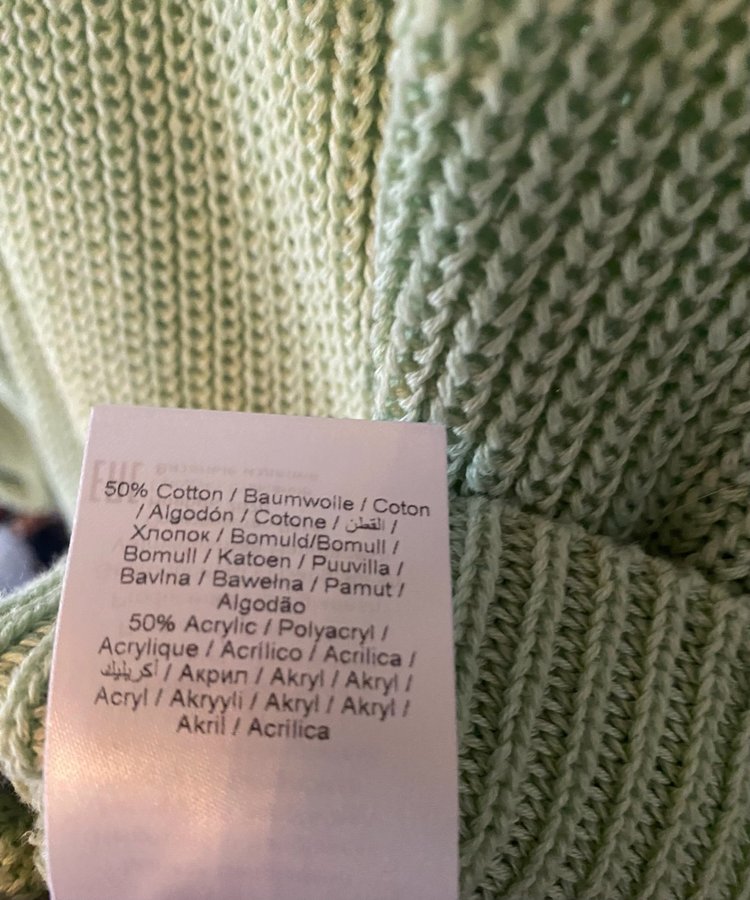 50% Cotton / Baumwolle / Coton
/ Algodón / Cotone / القطن /
Хлопок / Bomuld/Bomull /
Bomull / Katoen / Puuvilla /
Bavlna / Bawełna / Pamut /
Algodão
50% Acrylic / Polyacryl /
Acrylique / Acrílico / Acrilica /
أكريليك / Акрил / Akryl / Akryl /
Acryl / Akryyli / Akryl / Akryl /
Akril / Acrílica